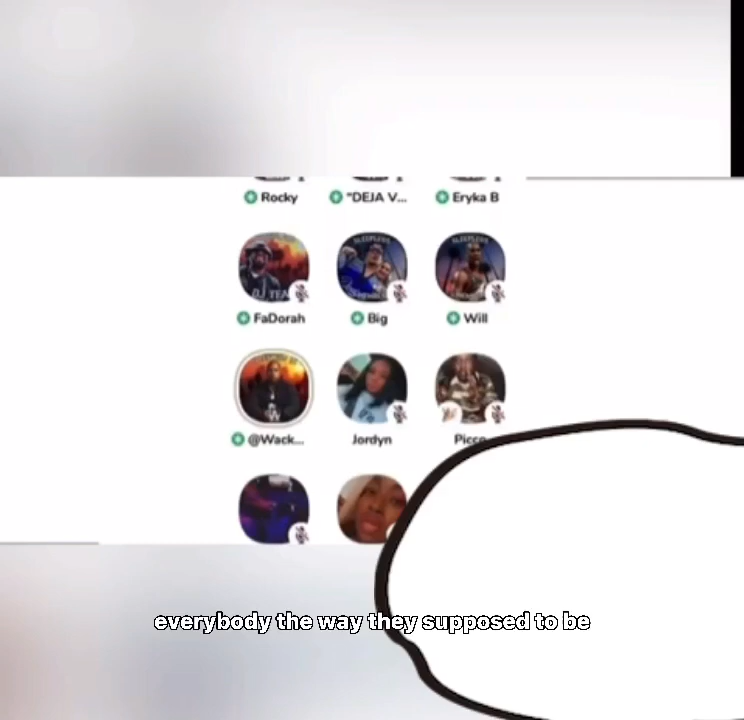 Rocky
"DEJA V...
Eryka B
FaDorah
Big
Will
@Wack...
Jordyn
everybody the way they supposed to be